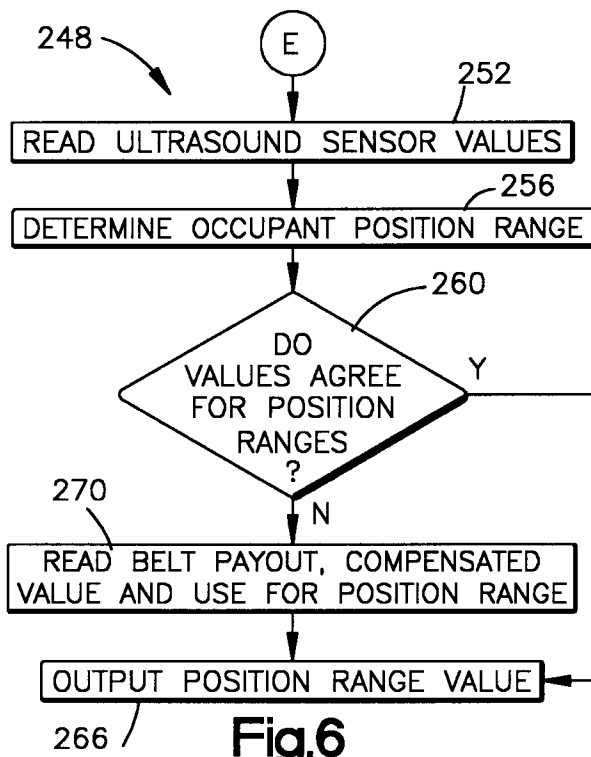 248
E
252
READ ULTRASOUND SENSOR VALUES
256
DETERMINE OCCUPANT POSITION RANGE
260
DO
VALUES AGREE
FOR POSITION
RANGES
?
Y
N
270
READ BELT PAYOUT, COMPENSATED
VALUE AND USE FOR POSITION RANGE
OUTPUT POSITION RANGE VALUE
266
Fig.6